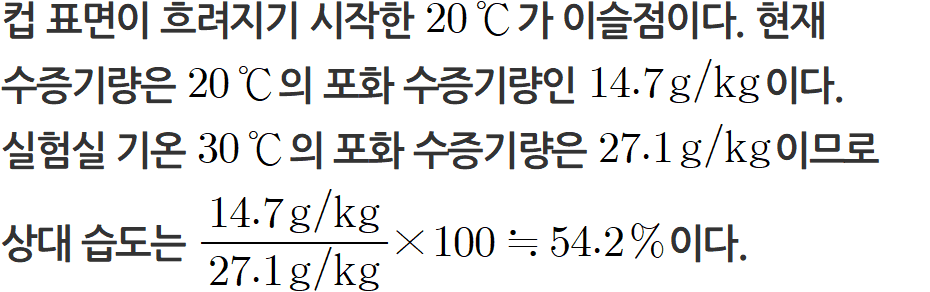 컵 표면이 흐려지기 시작한 20 ℃가 이슬점이다. 현재
수증기량은 20 ℃의 포화 수증기량인 14.7 g/kg이다.
실험실 기온 30 ℃의 포화 수증기량은 27.1 g/kg이므로
상대 습도는 \frac{14.7 g/kg}{27.1 g/kg} × 100 ≒ 54.2 %이다.